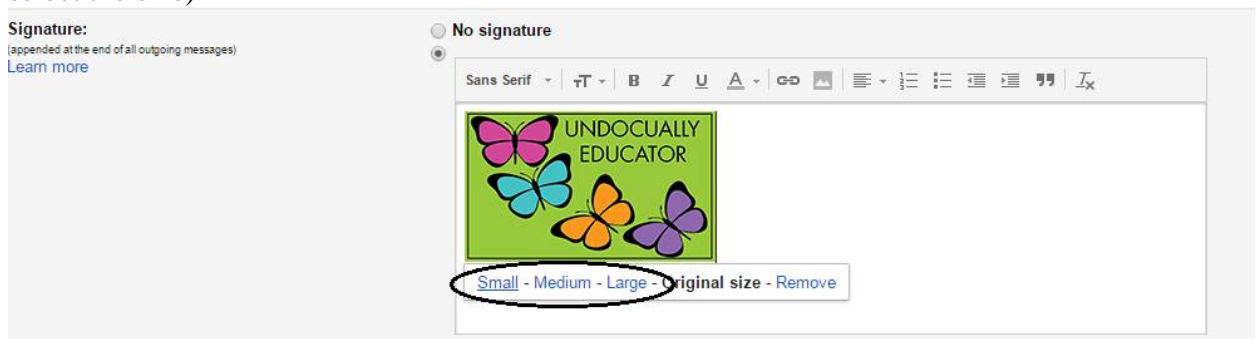 Signature:
(appended at the end of all outgoing messages)
Learn more
No signature
Sans Serif
B I U A
UNDOCUALLY
EDUCATOR
Small - Medium - Large - Original size - Remove